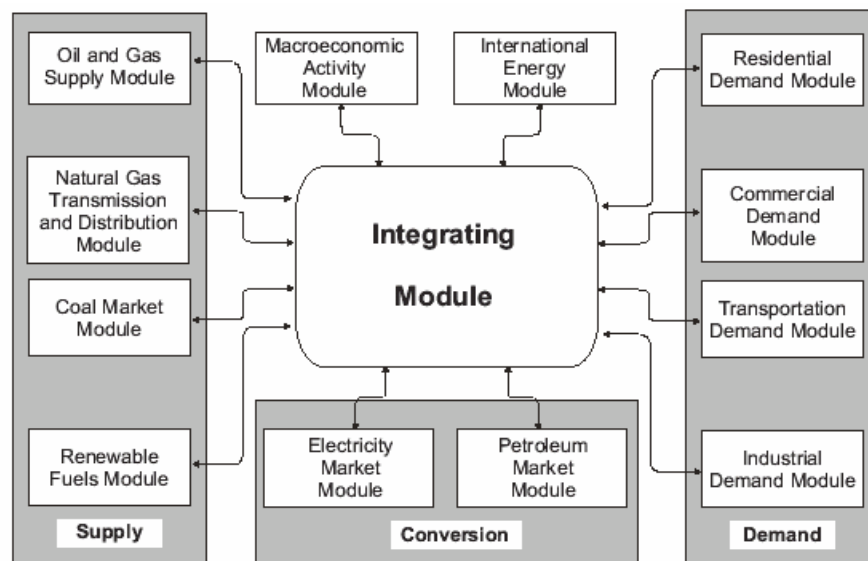 Oil and Gas
Supply Module
Natural Gas
Transmission
and Distribution
Module
Coal Market
Module
Renewable
Fuels Module
Supply
Macroeconomic
Activity
Module
International
Energy
Module
Integrating
Module
Electricity
Market
Module
Petroleum
Market
Module
Conversion
Residential
Demand Module
Commercial
Demand
Module
Transportation
Demand Module
Industrial
Demand Module
Demand